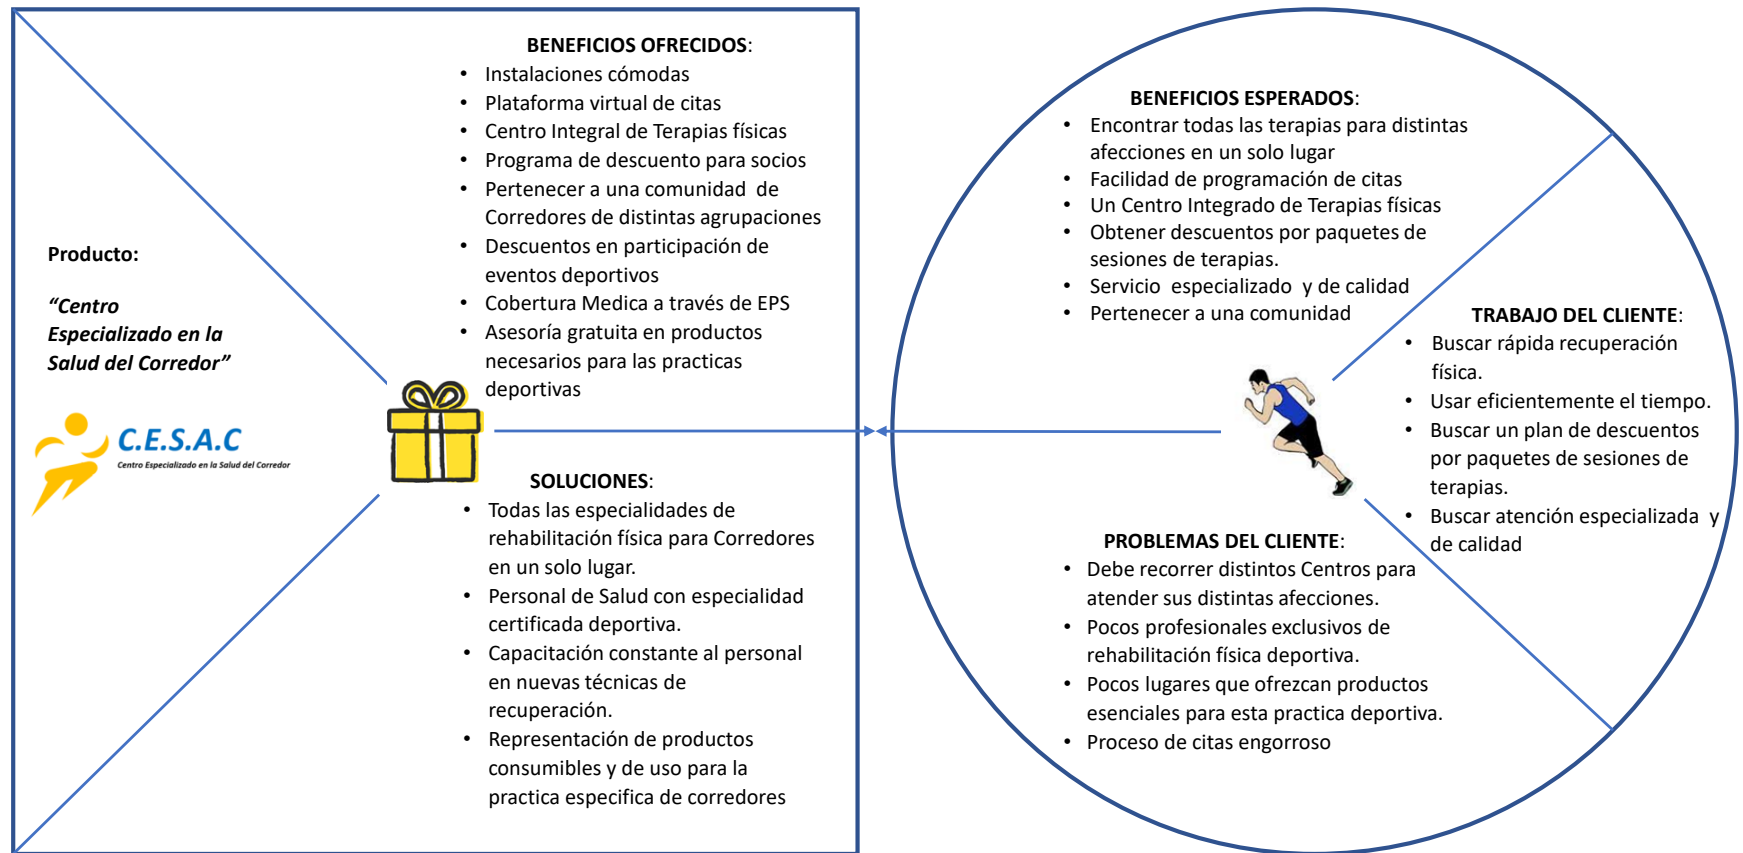 BENEFICIOS OFRECIDOS:
• Instalaciones cómodas
• Plataforma virtual de citas
• Centro Integral de Terapias físicas
• Programa de descuento para socios
• Pertenecer a una comunidad de
Corredores de distintas agrupaciones
• Descuentos en participación de
eventos deportivos
• Cobertura Medica a través de EPS
• Asesoría gratuita en productos
necesarios para las practicas
deportivas
Producto:
“Centro
Especializado en la
Salud del Corredor”
C.E.S.A.C
Centro Especializado en la Salud del Corredor
SOLUCIONES:
• Todas las especialidades de
rehabilitación física para Corredores
en un solo lugar.
• Personal de Salud con especialidad
certificada deportiva.
• Capacitación constante al personal
en nuevas técnicas de
recuperación.
• Representación de productos
consumibles y de uso para la
practica especifica de corredores
BENEFICIOS ESPERADOS:
• Encontrar todas las terapias para distintas
afecciones en un solo lugar
• Facilidad de programación de citas
• Un Centro Integrado de Terapias físicas
• Obtener descuentos por paquetes de
sesiones de terapias.
• Servicio especializado y de calidad
• Pertenecer a una comunidad
TRABAJO DEL CLIENTE:
• Buscar rápida recuperación
física.
• Usar eficientemente el tiempo.
• Buscar un plan de descuentos
por paquetes de sesiones de
terapias.
• Buscar atención especializada y
de calidad
PROBLEMAS DEL CLIENTE:
• Debe recorrer distintos Centros para
atender sus distintas afecciones.
• Pocos profesionales exclusivos de
rehabilitación física deportiva.
• Pocos lugares que ofrezcan productos
esenciales para esta practica deportiva.
• Proceso de citas engorroso